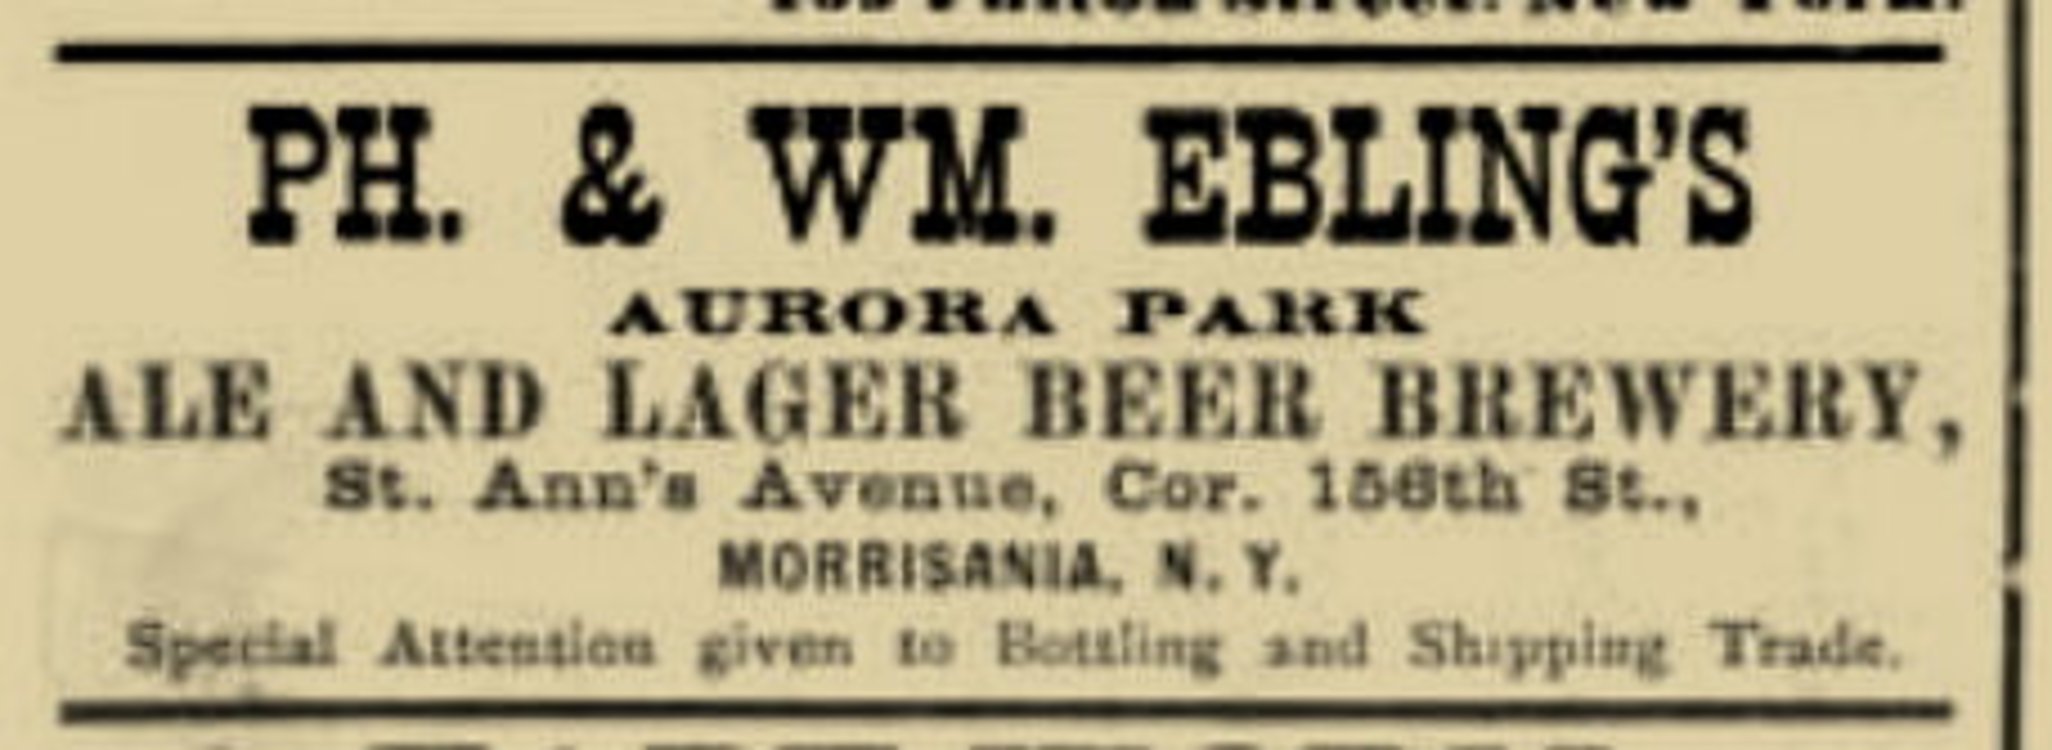 PH. & WM. EBLING'S
AURORA PARK
ALE AND LAGER BEER BREWERY,
St. Ann's Avenue, Cor. 156th St.,
MORRISANIA, N. Y.
Special Attention given to Bottling and Shipping Trade.